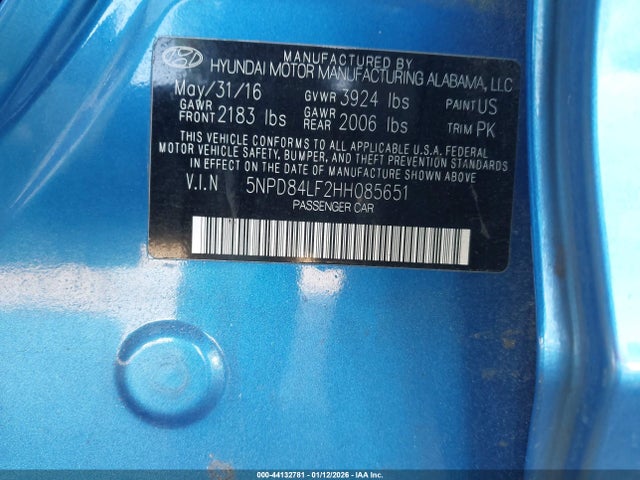 MANUFACTURED BY
HYUNDAI MOTOR MANUFACTURING ALABAMA, LLC
May/31/16 GVWR 3924 lbs PAINT US
GAWR FRONT 2183 lbs GAWR REAR 2006 lbs TRIM PK
THIS VEHICLE CONFORMS TO ALL APPLICABLE U.S.A. FEDERAL
MOTOR VEHICLE SAFETY, BUMPER, AND THEFT PREVENTION STANDARDS
IN EFFECT ON THE DATE OF MANUFACTURE SHOWN ABOVE.
V.I.N 5NPD84LF2HH085651
PASSENGER CAR
000-44132781 - 01/12/2026 - IAA Inc.